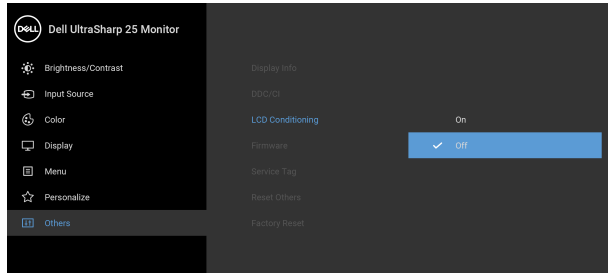 DELL Dell UltraSharp 25 Monitor
Brightness/Contrast
Input Source
Color
Display
Menu
Personalize
Others
Display Info
DDC/CI
LCD Conditioning
Firmware
Service Tag
Reset Others
Factory Reset
On
Off